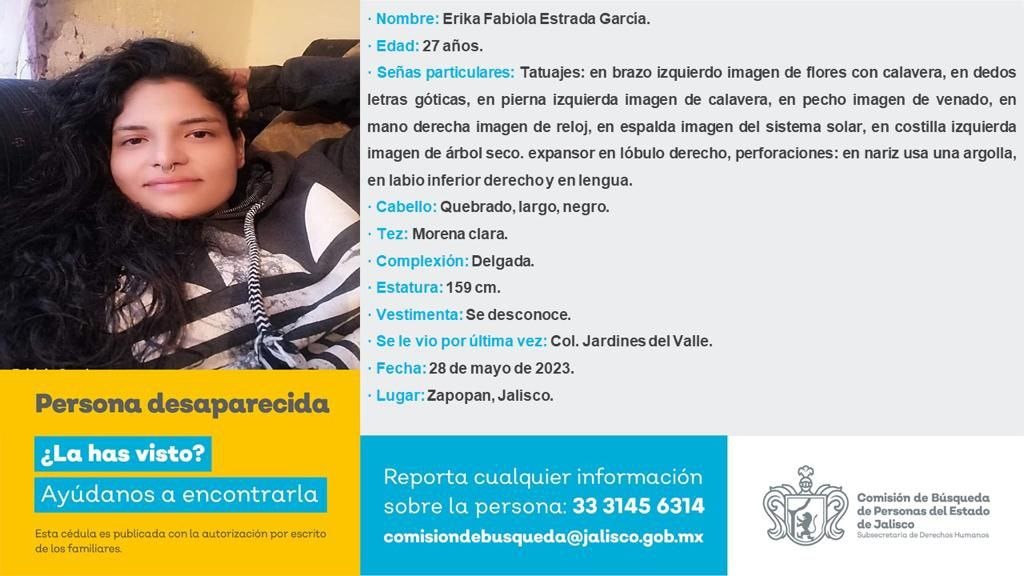 · Nombre: Erika Fabiola Estrada García.
· Edad: 27 años.
· Señas particulares: Tatuajes: en brazo izquierdo imagen de flores con calavera, en dedos
letras góticas, en pierna izquierda imagen de calavera, en pecho imagen de venado, en
mano derecha imagen de reloj, en espalda imagen del sistema solar, en costilla izquierda
imagen de árbol seco. expansor en lóbulo derecho, perforaciones: en nariz usa una argolla,
en labio inferior derecho y en lengua.
· Cabello: Quebrado, largo, negro.
· Tez: Morena clara.
· Complexión: Delgada.
· Estatura: 159 cm.
· Vestimenta: Se desconoce.
· Se le vio por última vez: Col. Jardines del Valle.
· Fecha: 28 de mayo de 2023.
· Lugar: Zapopan, Jalisco.
Persona desaparecida
¿La has visto?
Ayúdanos a encontrarla
Esta cédula es publicada con la autorización por escrito
de los familiares.
Reporta cualquier información
sobre la persona: 33 3145 6314
comisiondebusqueda@jalisco.gob.mx
Comisión de Búsqueda
de Personas del Estado
de Jalisco
Subsecretaría de Derechos Humanos